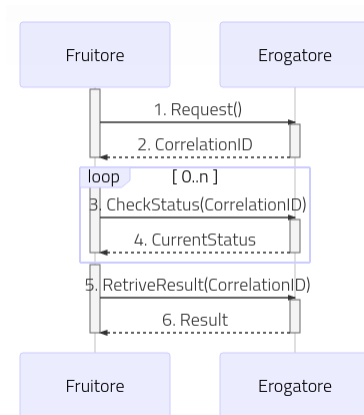 Fruitore Erogatore
1. Request()
2. CorrelationID
loop [ 0..n ]
3. CheckStatus(CorrelationID)
4. CurrentStatus
5. RetriveResult(CorrelationID)
6. Result
Fruitore Erogatore